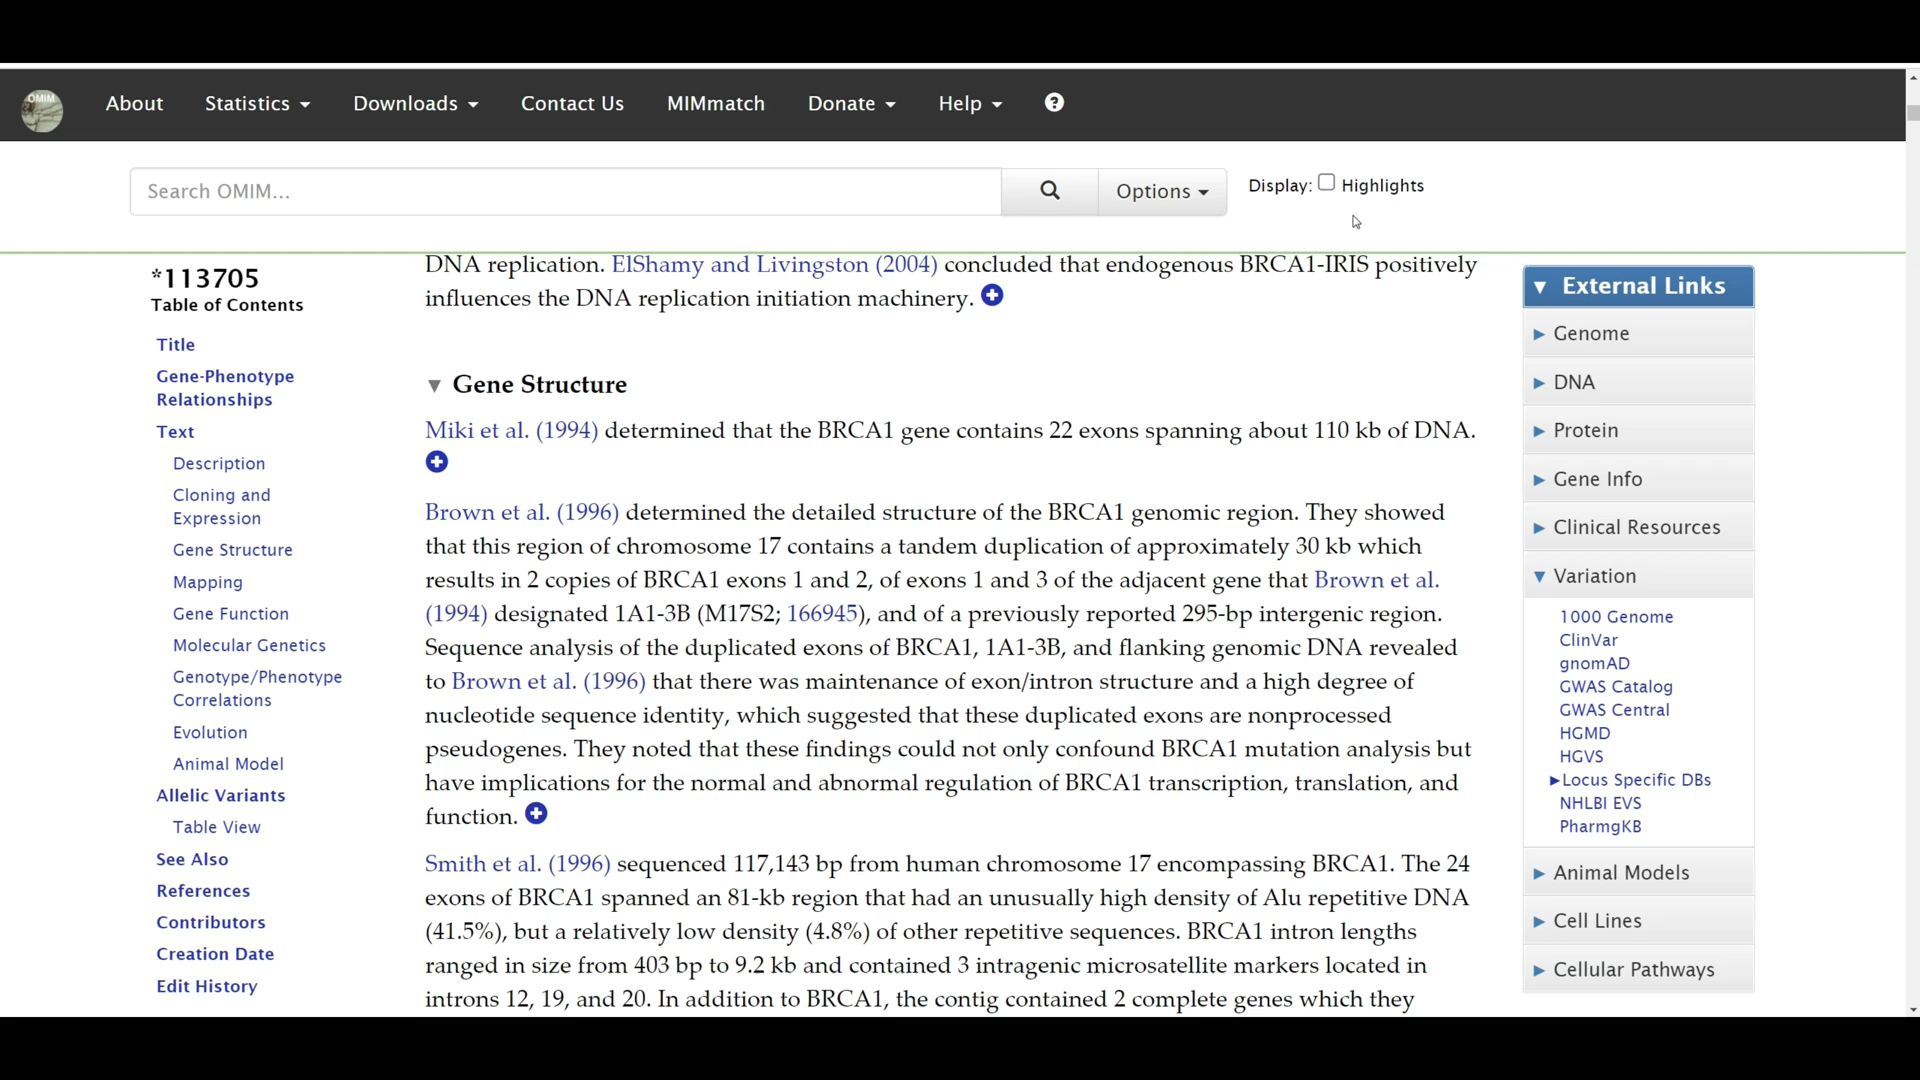 OMIM
About
Statistics
Downloads
Contact Us
MIMmatch
Donate
Help
?
Search OMIM...
Options
Display:
Highlights
*113705
Table of Contents
Title
Gene-Phenotype
Relationships
Text
Description
Cloning and
Expression
Gene Structure
Mapping
Gene Function
Molecular Genetics
Genotype/Phenotype
Correlations
Evolution
Animal Model
Allelic Variants
Table View
See Also
References
Contributors
Creation Date
Edit History
DNA replication. ElShamy and Livingston (2004) concluded that endogenous BRCA1-IRIS positively
influences the DNA replication initiation machinery.
▼ Gene Structure
Miki et al. (1994) determined that the BRCA1 gene contains 22 exons spanning about 110 kb of DNA.
Brown et al. (1996) determined the detailed structure of the BRCA1 genomic region. They showed
that this region of chromosome 17 contains a tandem duplication of approximately 30 kb which
results in 2 copies of BRCA1 exons 1 and 2, of exons 1 and 3 of the adjacent gene that Brown et al.
(1994) designated 1A1-3B (M17S2; 166945), and of a previously reported 295-bp intergenic region.
Sequence analysis of the duplicated exons of BRCA1, 1A1-3B, and flanking genomic DNA revealed
to Brown et al. (1996) that there was maintenance of exon/intron structure and a high degree of
nucleotide sequence identity, which suggested that these duplicated exons are nonprocessed
pseudogenes. They noted that these findings could not only confound BRCA1 mutation analysis but
have implications for the normal and abnormal regulation of BRCA1 transcription, translation, and
function.
Smith et al. (1996) sequenced 117,143 bp from human chromosome 17 encompassing BRCA1. The 24
exons of BRCA1 spanned an 81-kb region that had an unusually high density of Alu repetitive DNA
(41.5%), but a relatively low density (4.8%) of other repetitive sequences. BRCA1 intron lengths
ranged in size from 403 bp to 9.2 kb and contained 3 intragenic microsatellite markers located in
introns 12, 19, and 20. In addition to BRCA1, the contig contained 2 complete genes which they
▼ External Links
► Genome
► DNA
► Protein
► Gene Info
► Clinical Resources
▼ Variation
1000 Genome
ClinVar
gnomAD
GWAS Catalog
GWAS Central
HGMD
HGVS
►Locus Specific DBs
NHLBI EVS
PharmgKB
► Animal Models
► Cell Lines
► Cellular Pathways